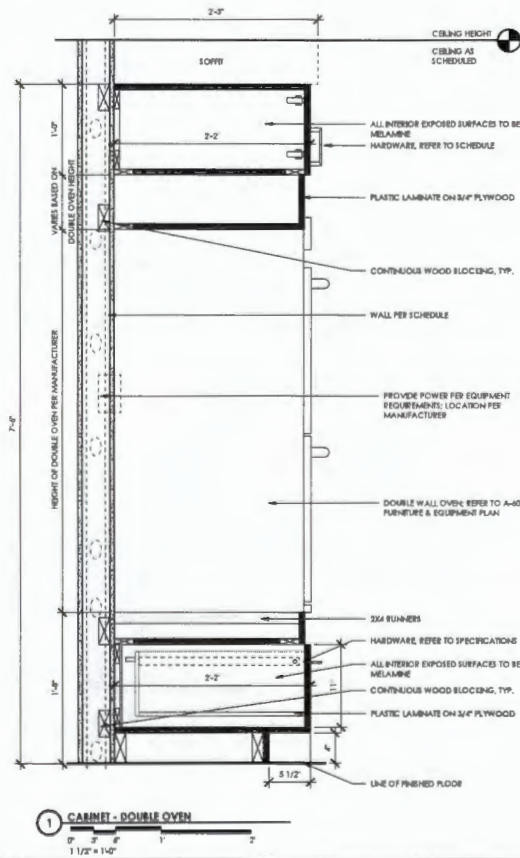 2'-3"
CEILING HEIGHT
CEILING AS
SCHEDULED
SOFFIT
ALL INTERIOR EXPOSED SURFACES TO BE
MELAMINE
2'-2"
HARDWARE, REFER TO SCHEDULE
PLASTIC LAMINATE ON 3/4" PLYWOOD
VARIES BASED ON
DOUBLE OVEN HEIGHT
CONTINUOUS WOOD BLOCKING, TYP.
WALL PER SCHEDULE
PROVIDE POWER PER EQUIPMENT
REQUIREMENTS; LOCATION PER
MANUFACTURER
HEIGHT OF DOUBLE OVEN PER MANUFACTURER
DOUBLE WALL OVEN; REFER TO A-60
FURNITURE & EQUIPMENT PLAN
2X4 RUNNERS
HARDWARE, REFER TO SPECIFICATIONS
ALL INTERIOR EXPOSED SURFACES TO BE
MELAMINE
2'-2"
11"
CONTINUOUS WOOD BLOCKING, TYP.
PLASTIC LAMINATE ON 3/4" PLYWOOD
4"
5 1/2"
LINE OF FINISHED FLOOR
1 CABINET - DOUBLE OVEN
0" 3" 6" 1' 2'
1 1/2" = 1'-0"